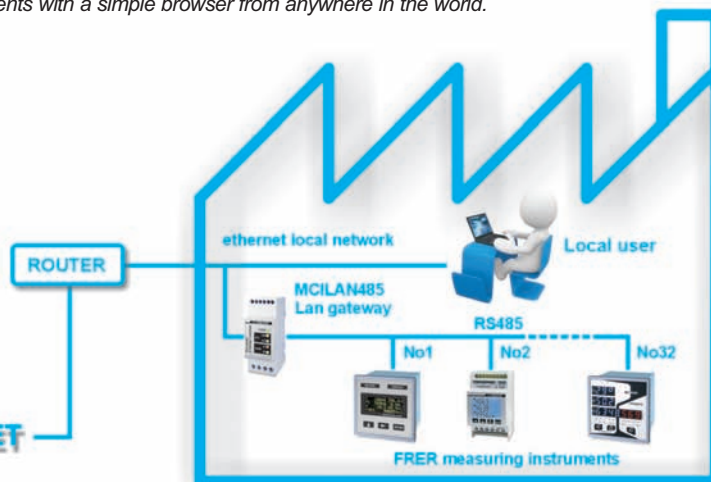 with a simple browser from anywhere in the world.
ethernet local network
Local user
ROUTER
MCILAN485
Lan gateway
RS485
No1 No2 No32
FRER measuring instruments